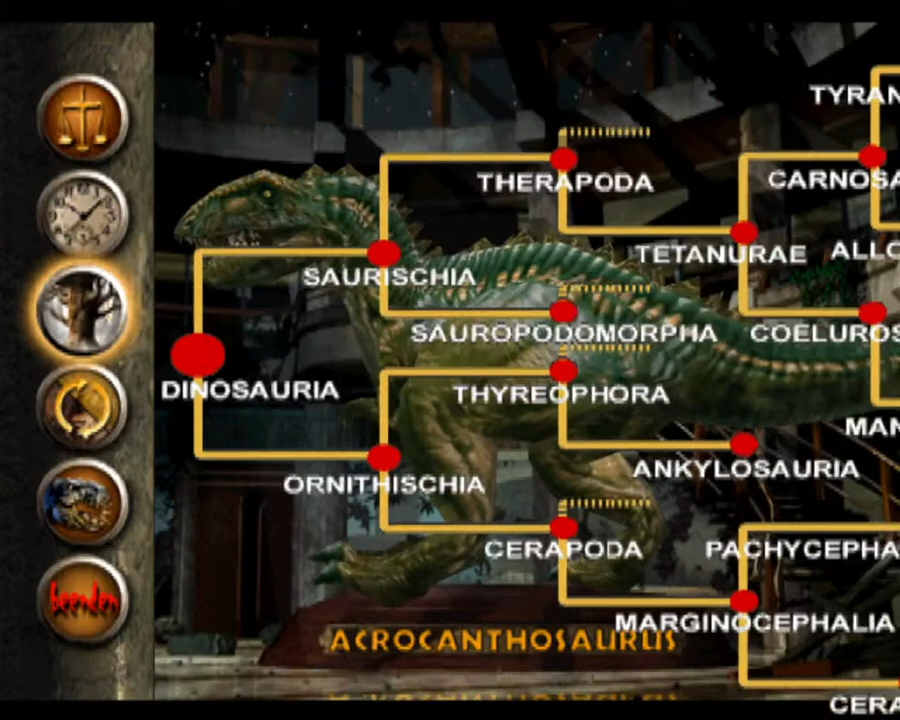 TYRAN
THERAPODA
CARNOSA
TETANURAE
ALLO
SAURISCHIA
SAUROPODOMORPHA
COELUROS
DINOSAURIA
THYREOPHORA
MAN
ORNITHISCHIA
ANKYLOSAURIA
CERAPODA
PACHYCEPHA
beenden
MARGINOCEPHALIA
ACROCANTHOSAURUS
CERA